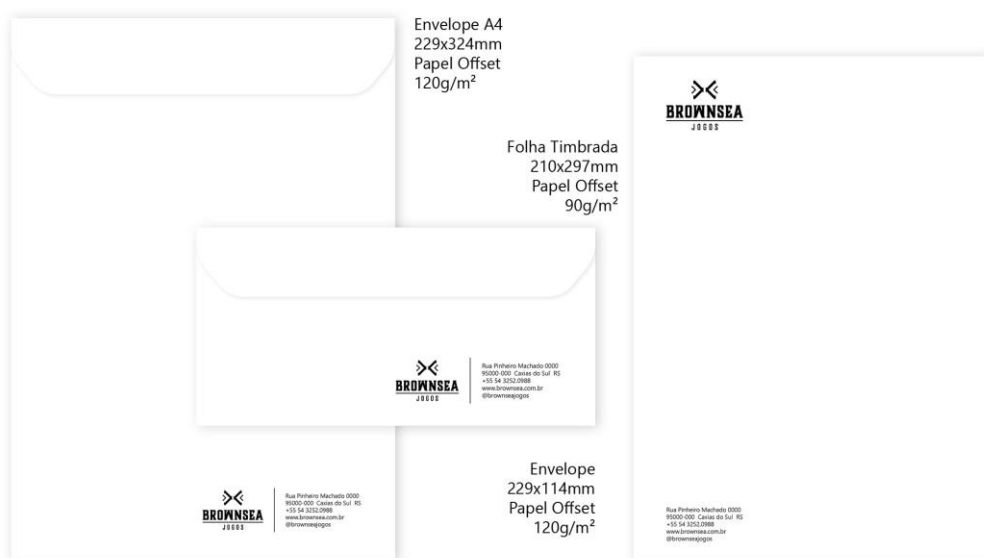 Envelope A4
229x324mm
Papel Offset
120g/m²
BROWNSEA
JOGOS
Folha Timbrada
210x297mm
Papel Offset
90g/m²
BROWNSEA
JOGOS
Rua Pinheiro Machado 0000
95000-000 Caxias do Sul RS
+55 54 3252.0988
www.brownsea.com.br
@brownseajogos
Envelope
229x114mm
Papel Offset
120g/m²
BROWNSEA
JOGOS
Rua Pinheiro Machado 0000
95000-000 Caxias do Sul RS
+55 54 3252.0988
www.brownsea.com.br
@brownseajogos
Rua Pinheiro Machado 0000
95000-000 Caxias do Sul RS
+55 54 3252.0988
www.brownsea.com.br
@brownseajogos